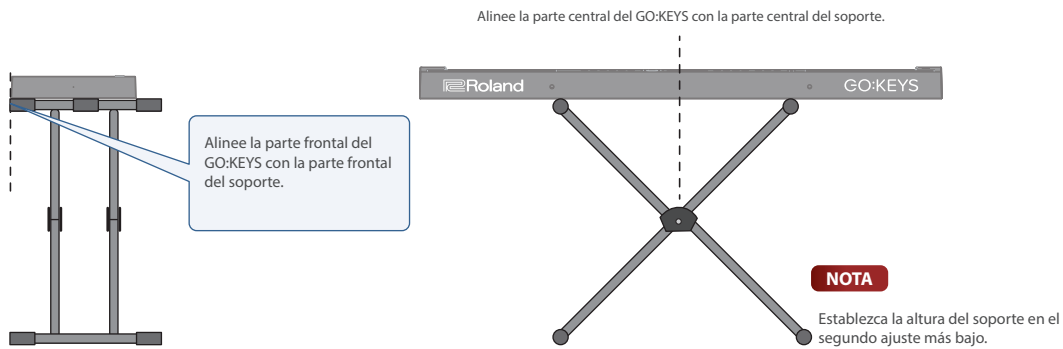 Alinee la parte central del GO:KEYS con la parte central del soporte.
Roland
GO:KEYS
Alinee la parte frontal del
GO:KEYS con la parte frontal
del soporte.
NOTA
Establezca la altura del soporte en el
segundo ajuste más bajo.